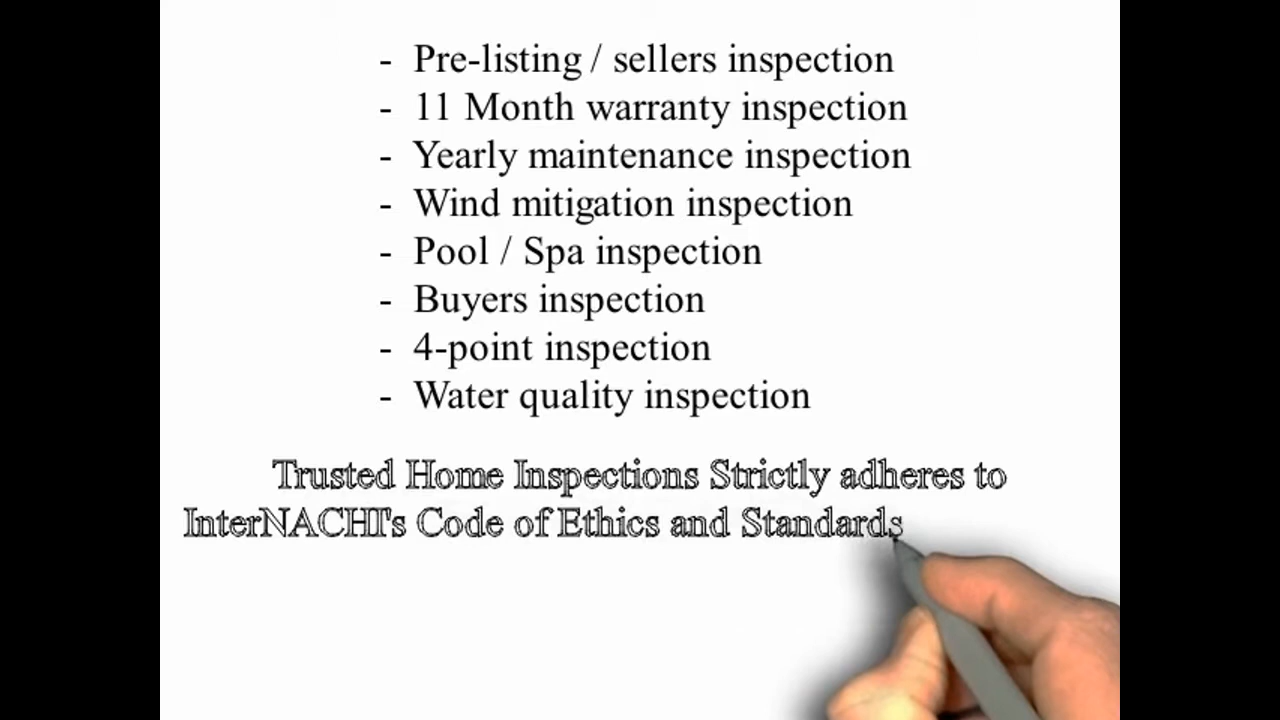 - Pre-listing / sellers inspection
- 11 Month warranty inspection
- Yearly maintenance inspection
- Wind mitigation inspection
- Pool / Spa inspection
- Buyers inspection
- 4-point inspection
- Water quality inspection
Trusted Home Inspections Strictly adheres to
InterNACHI's Code of Ethics and Standards